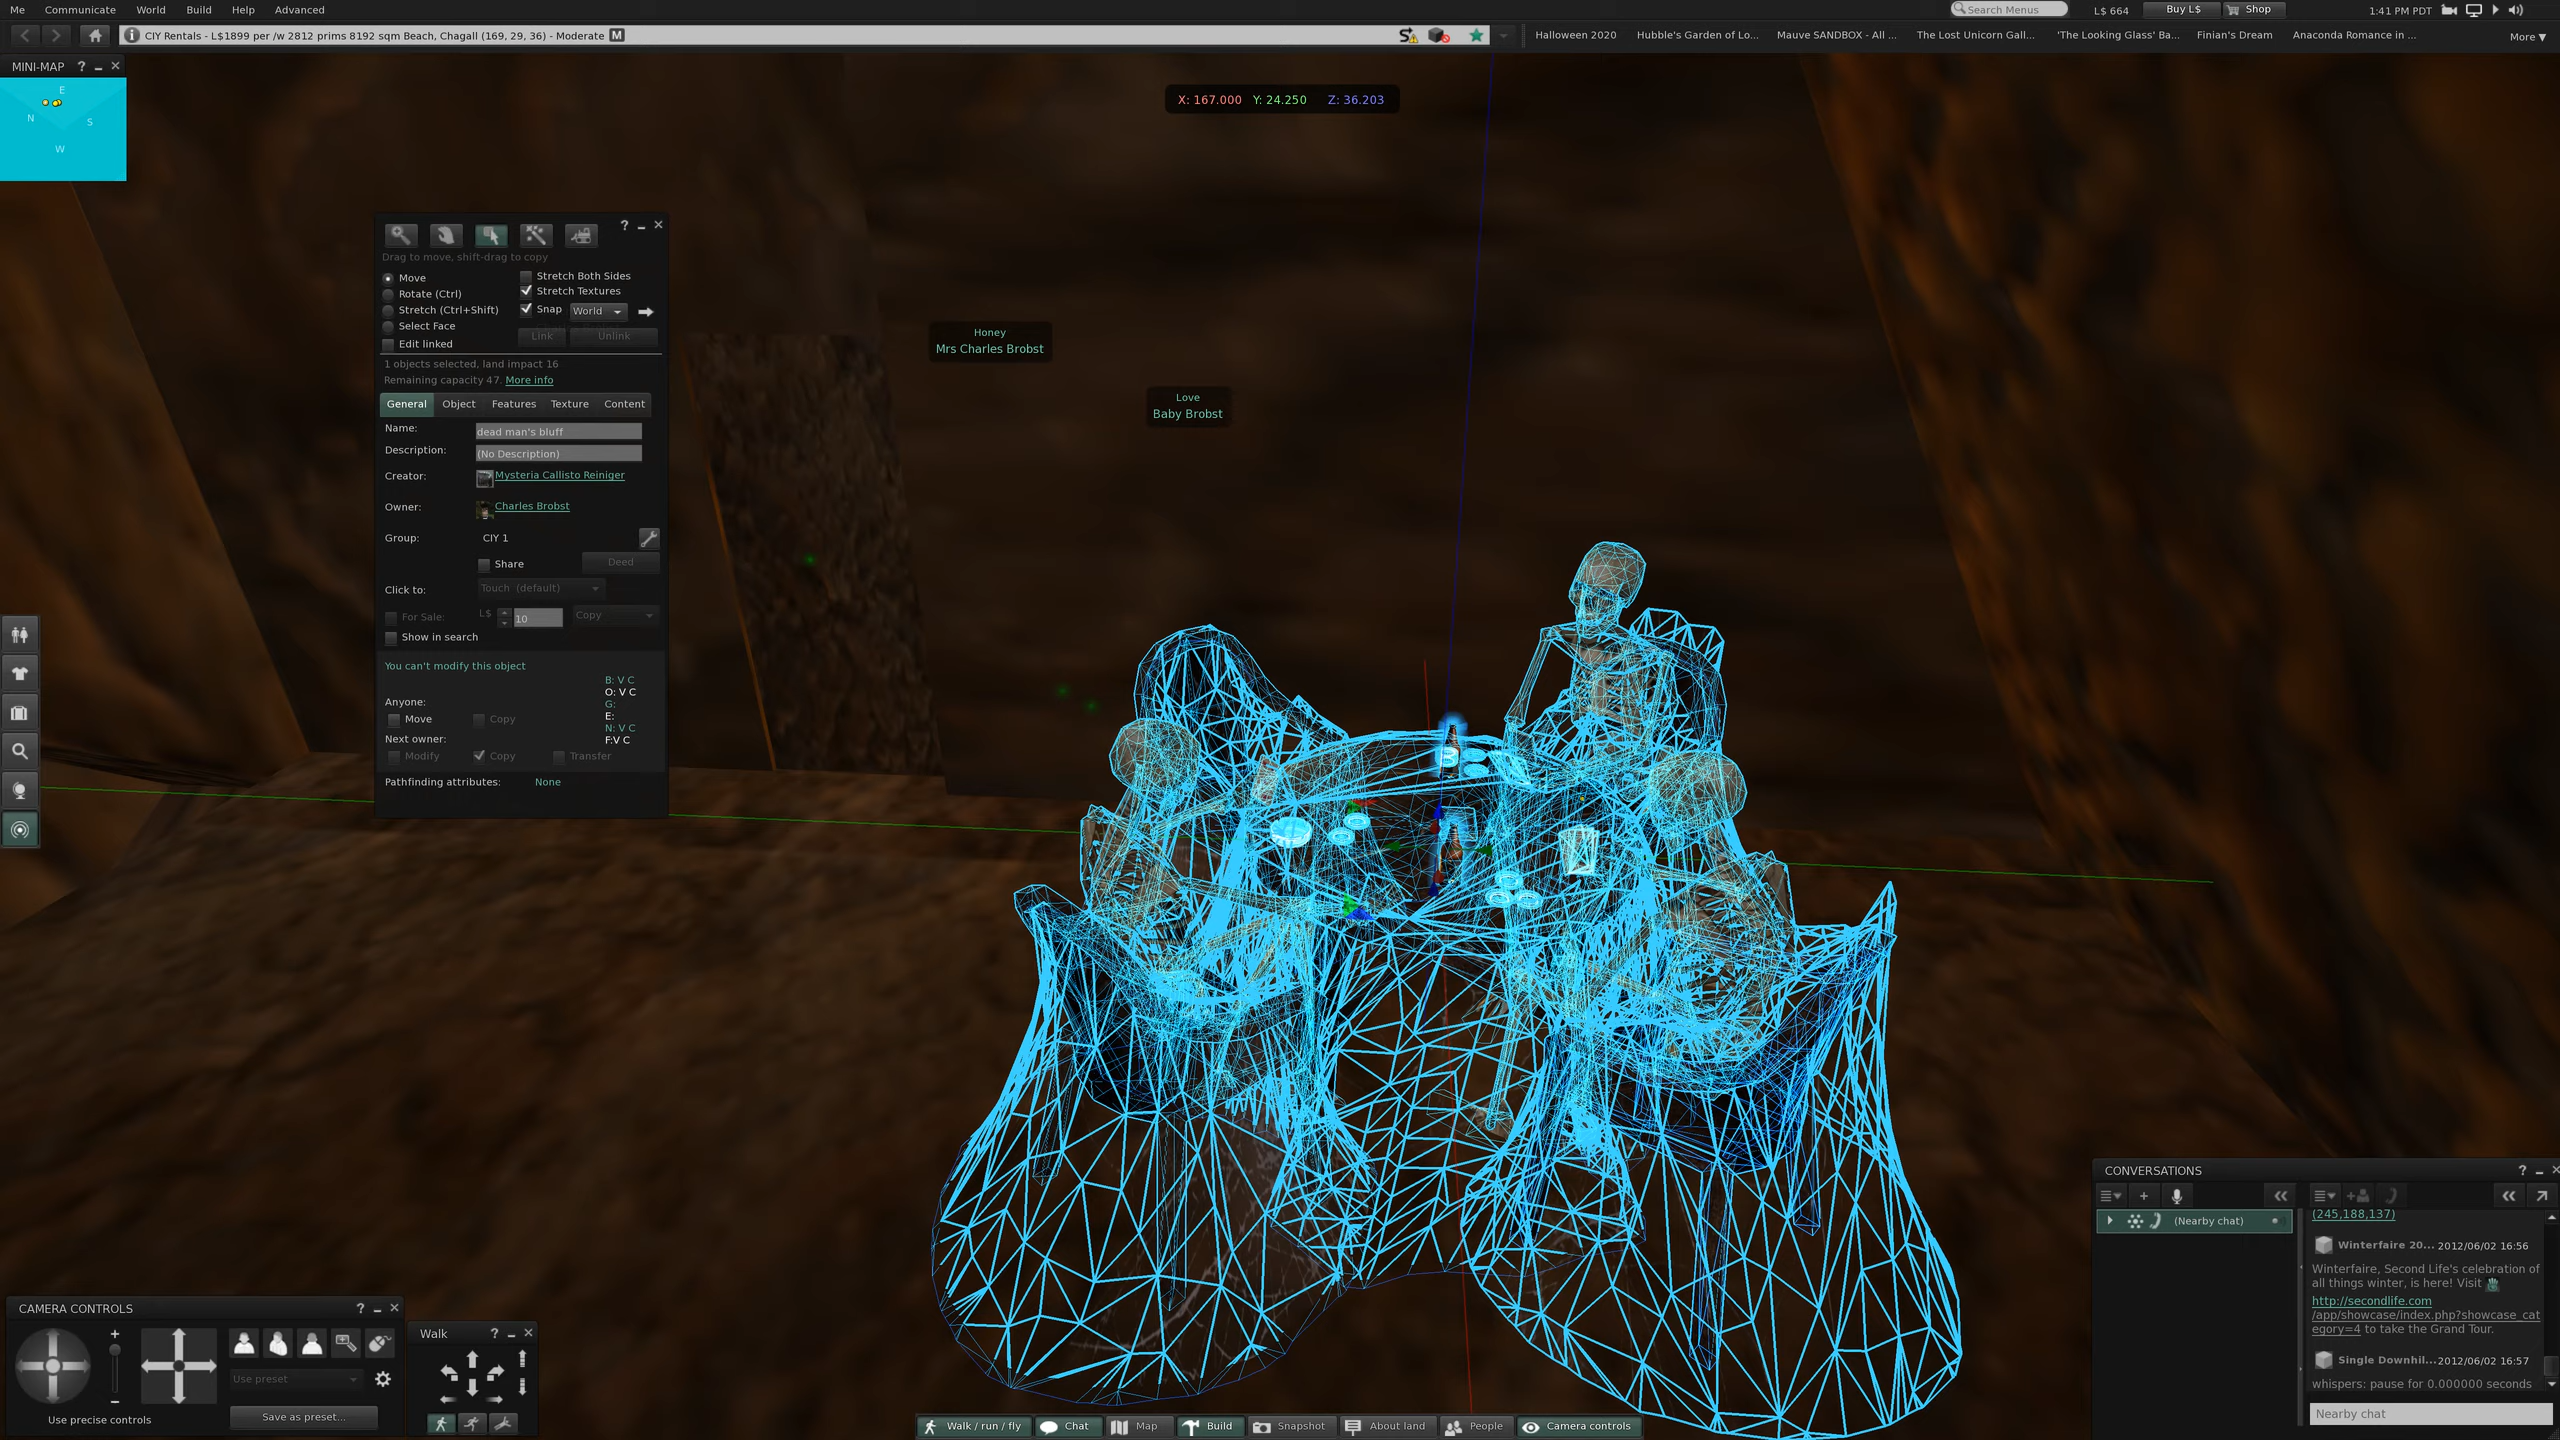 Me Communicate World Build Help Advanced
Search Menus
L$ 664 Buy L$ Shop 1:41 PM PDT
CIY Rentals - L$1899 per /w 2812 prims 8192 sqm Beach, Chagall (169, 29, 36) - Moderate M
Halloween 2020 Hubble's Garden of Lo... Mauve SANDBOX - All ... The Lost Unicorn Gall... 'The Looking Glass' Ba... Finian's Dream Anaconda Romance in ... More ▼
MINI-MAP ?
E
N S
W
X: 167.000 Y: 24.250 Z: 36.203
?
Drag to move, shift-drag to copy
Move
Rotate (Ctrl)
Stretch (Ctrl+Shift)
Select Face
Edit linked
Stretch Both Sides
Stretch Textures
Snap World
Link Unlink
1 objects selected, land impact 16
Remaining capacity 47. More info
General Object Features Texture Content
Name: dead man's bluff
Description: (No Description)
Creator: Mysteria Callisto Reiniger
Owner: Charles Brobst
Group: CIY 1
Share Deed
Click to: Touch (default)
For Sale: L$ 10 Copy
Show in search
You can't modify this object
B: V C
O: V C
G:
E:
N: V C
F:V C
Anyone:
Move Copy
Next owner:
Modify Copy Transfer
Pathfinding attributes: None
Honey
Mrs Charles Brobst
Love
Baby Brobst
CONVERSATIONS ?
(Nearby chat)
(245,188,137)
Winterfaire 20... 2012/06/02 16:56
Winterfaire, Second Life's celebration of
all things winter, is here! Visit
http://secondlife.com
/app/showcase/index.php?showcase_cat
egory=4 to take the Grand Tour.
Single Downhil... 2012/06/02 16:57
whispers: pause for 0.000000 seconds
Nearby chat
CAMERA CONTROLS ?
Use preset
Use precise controls
Save as preset...
Walk ?
Walk / run / fly Chat Map Build Snapshot About land People Camera controls